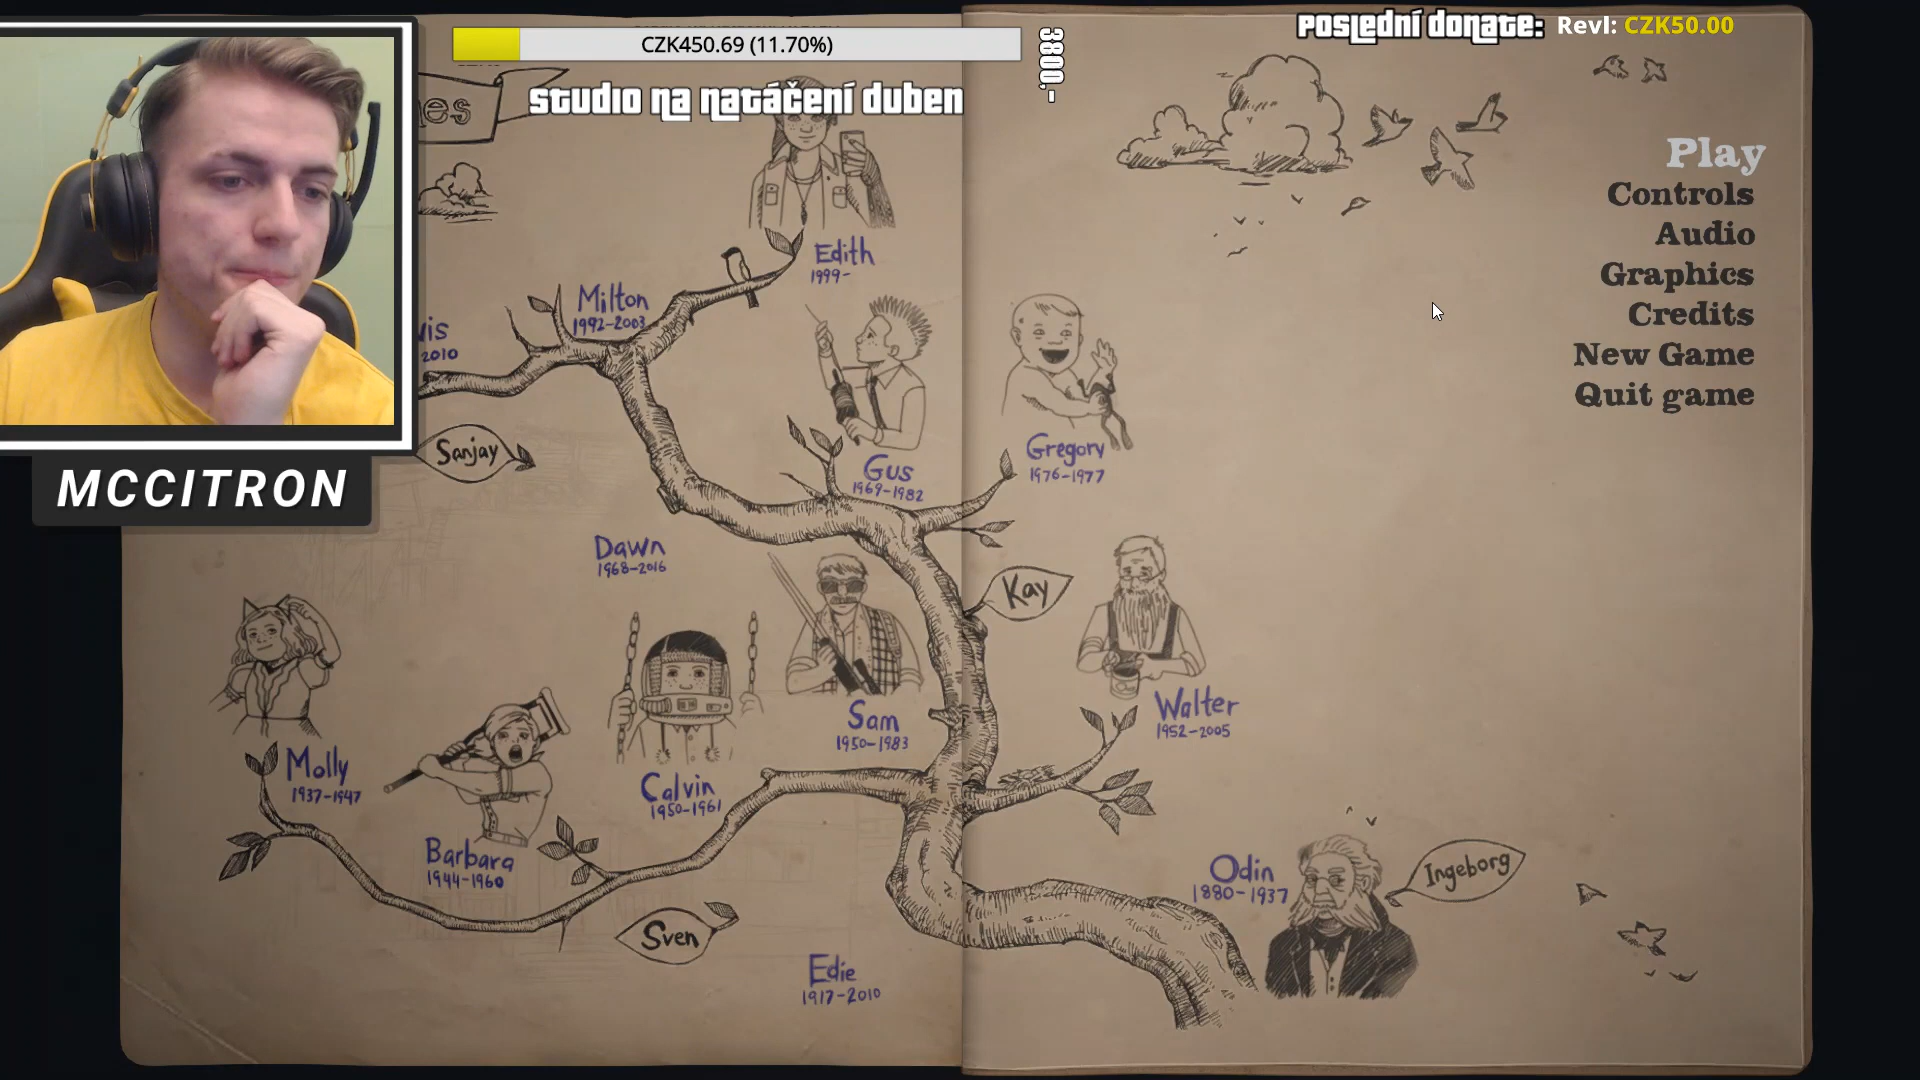 CZK450.69 (11.70%)
3800,-
poslední donate: Revl: CZK50.00
studio na natáčení duben
MCCITRON
Play
Controls
Audio
Graphics
Credits
New Game
Quit game
Edith
1999-
Milton
1992-2003
2010
Sanjay
Gus
1969-1982
Gregory
1976-1977
Dawn
1968-2016
Kay
Sam
1950-1983
Walter
1952-2005
Molly
1937-1947
Calvin
1950-1961
Barbara
1944-1960
Sven
Odin
1880-1937
Ingeborg
Edie
1917-2010